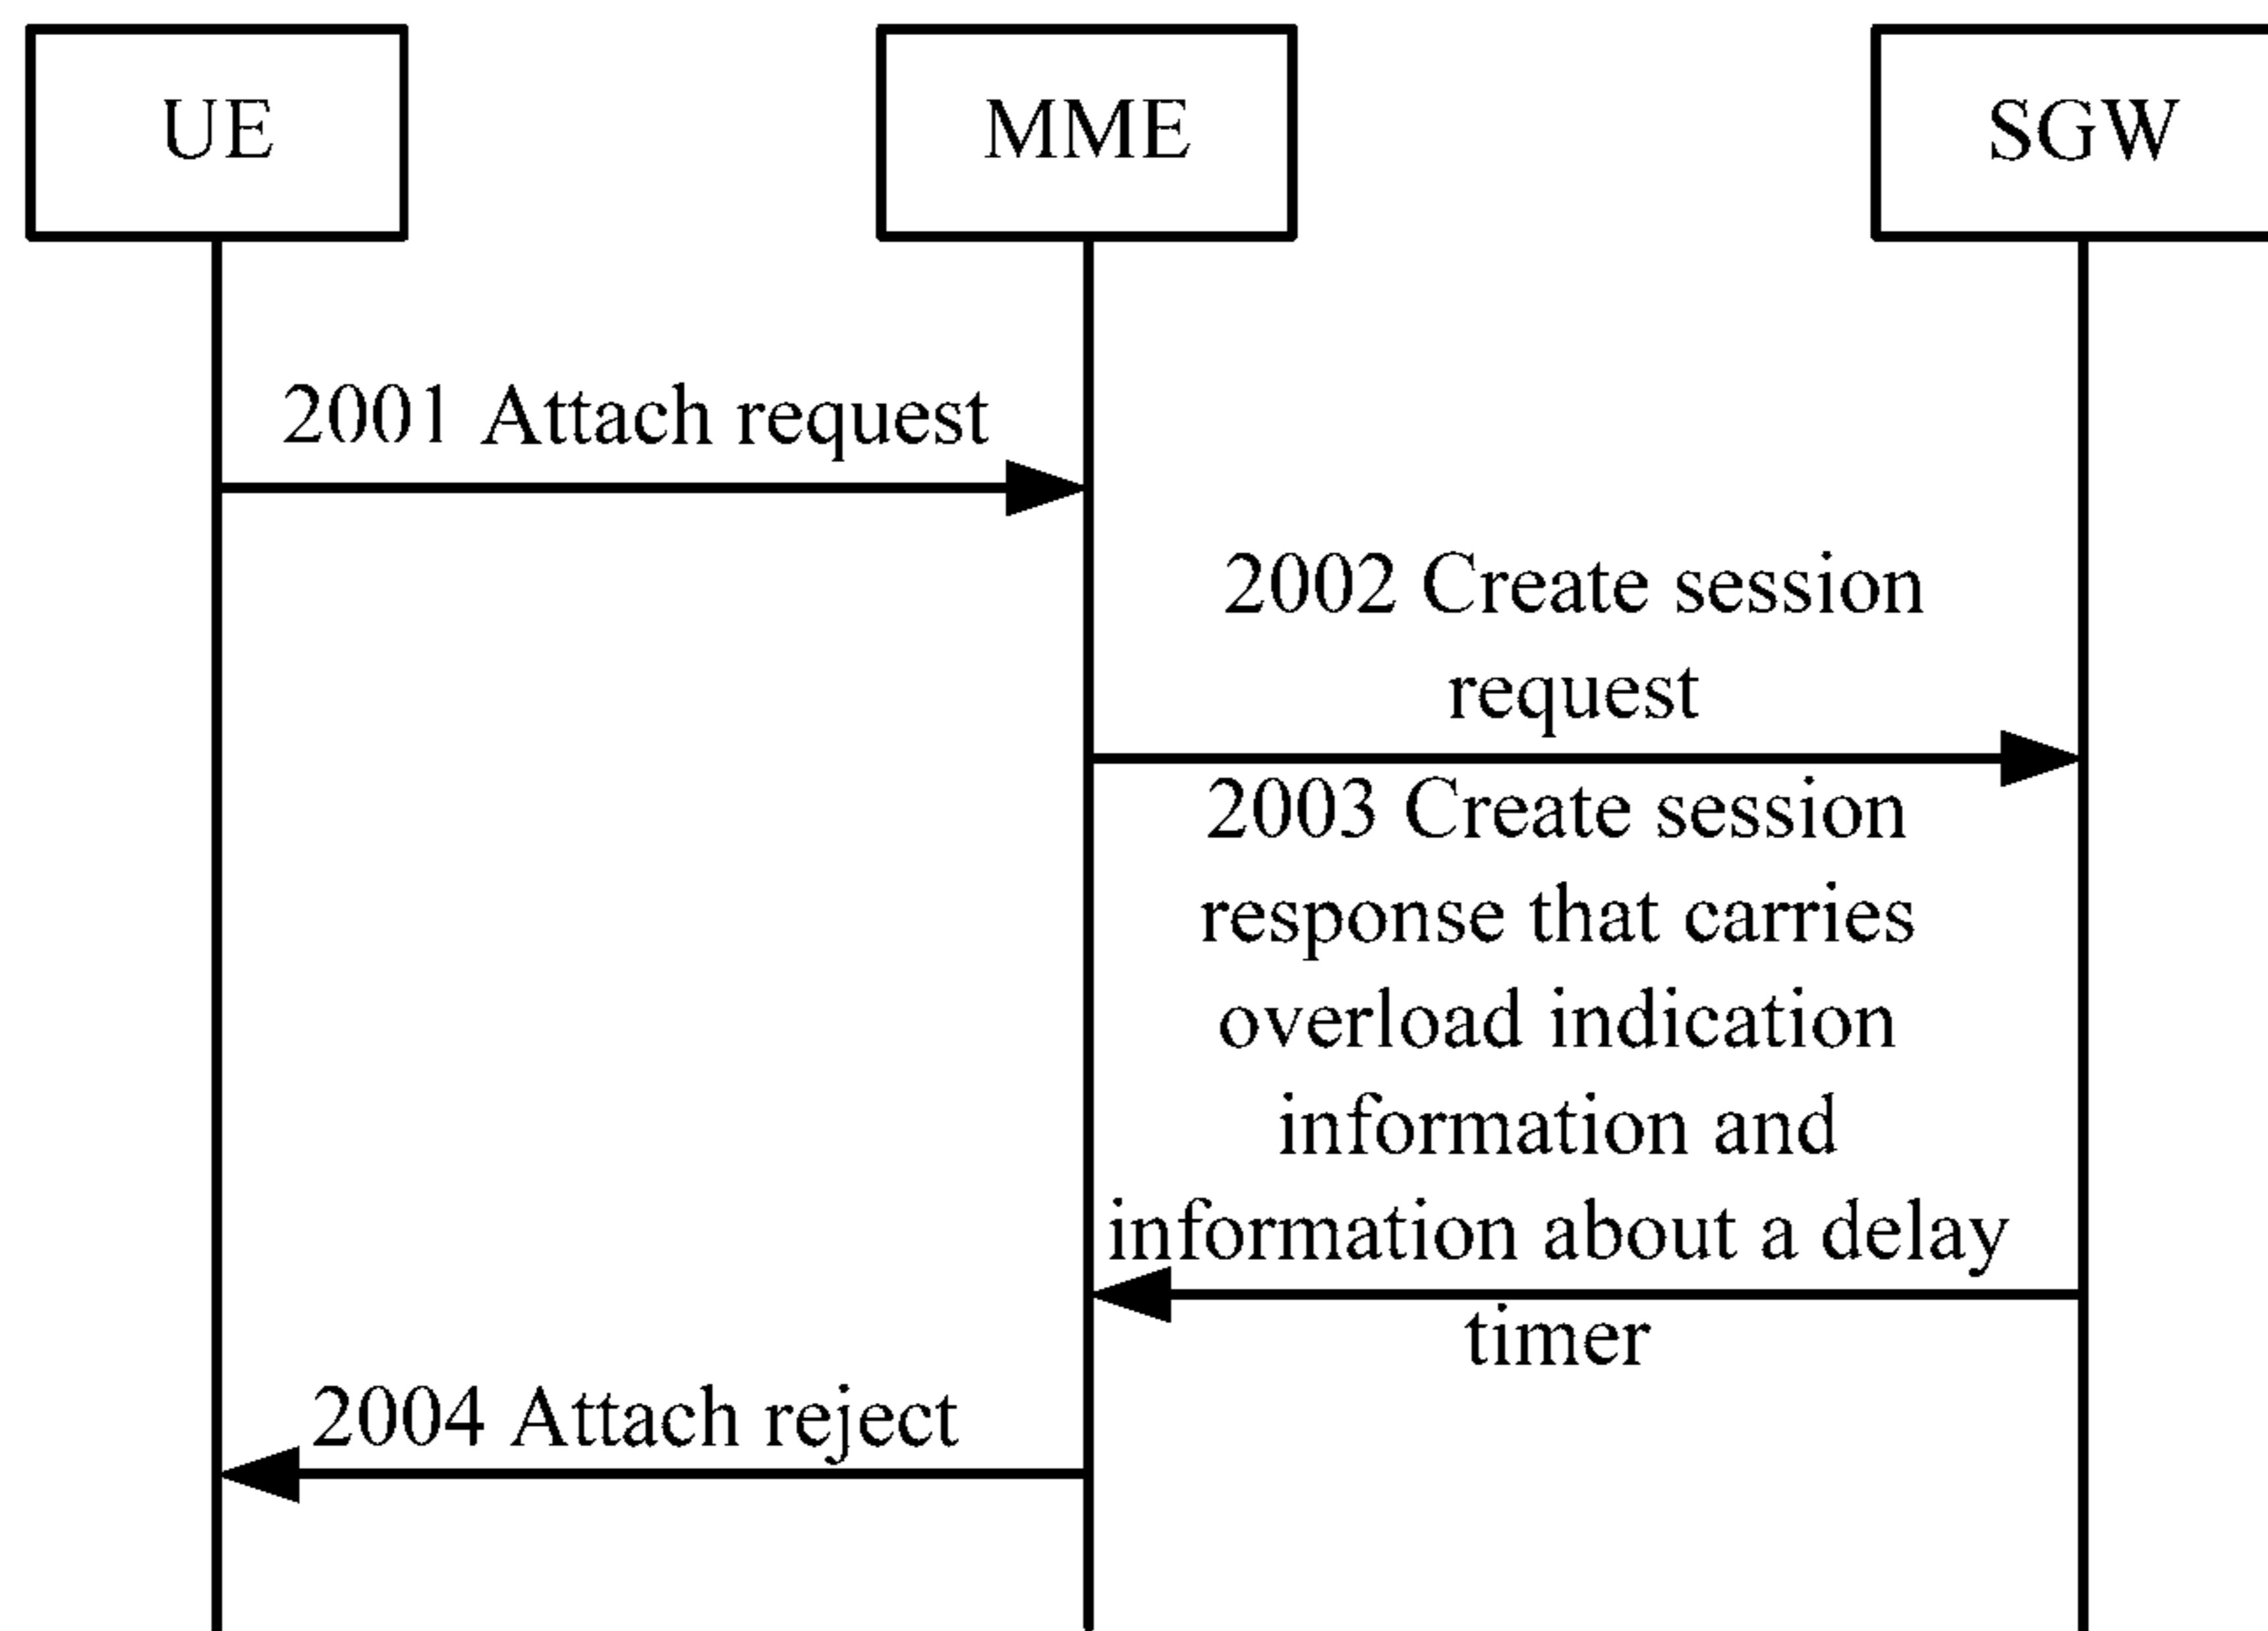 UE
MME
SGW
2001 Attach request
2002 Create session
request
2003 Create session
response that carries
overload indication
information and
information about a delay
timer
2004 Attach reject